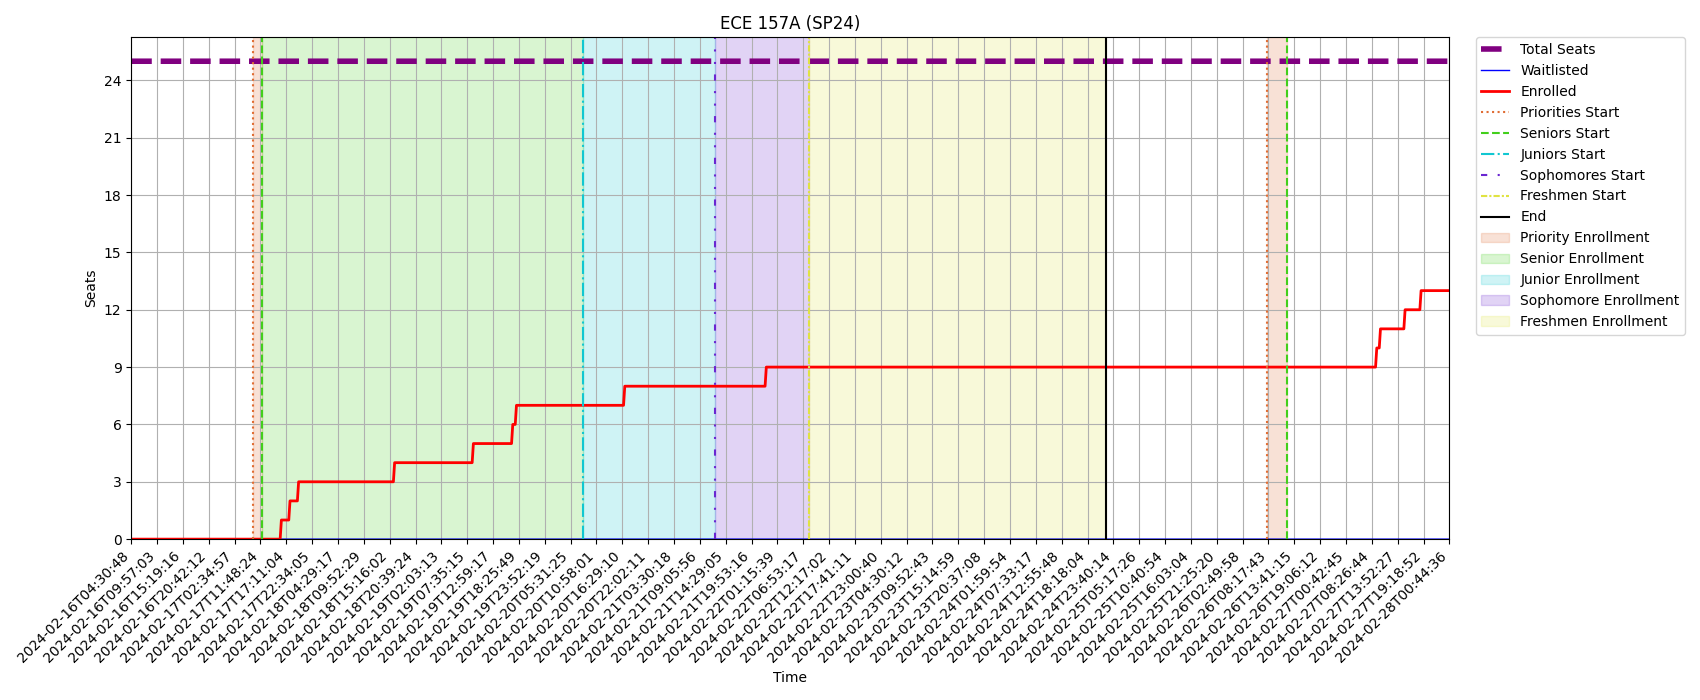 ECE 157A (SP24)
Seats
24
21
18
15
12
9
6
3
0
2024-02-16T04:30:48
2024-02-16T09:57:03
2024-02-16T15:19:16
2024-02-16T20:42:12
2024-02-17T02:34:57
2024-02-17T11:48:24
2024-02-17T17:11:04
2024-02-17T22:34:05
2024-02-18T04:29:17
2024-02-18T09:52:29
2024-02-18T15:16:02
2024-02-18T20:39:24
2024-02-19T02:03:13
2024-02-19T07:35:15
2024-02-19T12:59:17
2024-02-19T18:25:49
2024-02-19T23:52:19
2024-02-20T05:31:25
2024-02-20T10:58:01
2024-02-20T16:29:10
2024-02-20T22:02:11
2024-02-21T03:30:18
2024-02-21T09:05:56
2024-02-21T14:29:05
2024-02-21T19:53:16
2024-02-22T01:15:39
2024-02-22T06:53:17
2024-02-22T12:17:02
2024-02-22T17:41:11
2024-02-22T23:00:40
2024-02-23T04:30:12
2024-02-23T09:52:43
2024-02-23T15:14:59
2024-02-23T20:37:08
2024-02-24T01:59:54
2024-02-24T07:33:17
2024-02-24T12:55:48
2024-02-24T18:18:04
2024-02-24T23:40:14
2024-02-25T05:17:26
2024-02-25T10:40:54
2024-02-25T16:03:04
2024-02-25T21:25:20
2024-02-26T02:49:58
2024-02-26T08:17:43
2024-02-26T13:41:15
2024-02-26T19:06:12
2024-02-27T00:42:45
2024-02-27T08:26:44
2024-02-27T13:52:27
2024-02-27T19:18:52
2024-02-28T00:44:36
Time
Total Seats
Waitlisted
Enrolled
Priorities Start
Seniors Start
Juniors Start
Sophomores Start
Freshmen Start
End
Priority Enrollment
Senior Enrollment
Junior Enrollment
Sophomore Enrollment
Freshmen Enrollment